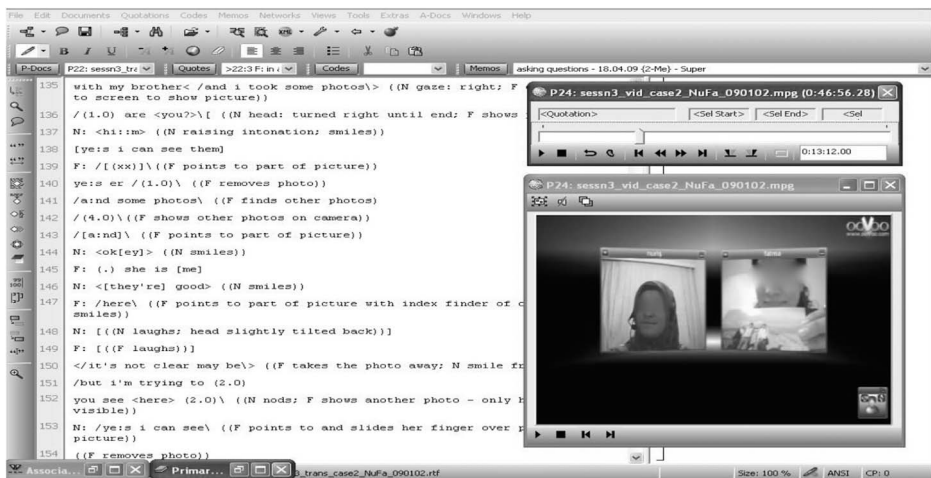 File Edit Documents Quotations Codes Memos Networks Views Tools Extras A-Docs Windows Help
B I U
P-Docs P22: sessn3_tra Quotes >22:3 F: in a Codes Memos asking questions - 18.04.09 {2-Me} - Super
135 with my brother< /and i took some photos\> ((N gaze: right; F
to screen to show picture))
136 /(1.0) are <you?>\[ ((N head: turned right until end; F shows
137 N: <hi::m> ((N raising intonation; smiles))
138 [ye:s i can see them]
139 F: /[(xx)]\((F points to part of picture))
140 ye:s er /(1.0)\ ((F removes photo))
141 /a:nd some photos\ ((F finds other photos)
142 /(4.0)\((F shows other photos on camera))
143 /[a:nd]\ ((F points to part of picture))
144 N: <ok[ey]> ((N smiles))
145 F: (.) she is [me]
146 N: <[they're] good> ((N smiles))
147 F: /here\ ((F points to part of picture with index finger of
smiles))
148 N: [((N laughs; head slightly tilted back))]
149 F: [((F laughs))]
150 </it's not clear may be\> ((F takes the photo away; N smile
151 /but i'm trying to (2.0)
152 you see <here> (2.0)\ ((N nods; F shows another photo - only
visible))
153 N: /ye:s i can see\ ((F points to and slides her finger over
picture))
154 ((F removes photo))
P24: sessn3_vid_case2_NuFa_090102.mpg (0:46:56.28)
<Quotation> <Sel Start> <Sel End> <Sel
0:13:12.00
P24: sessn3_vid_case2_NuFa_090102.mpg
odvoo
www.oovoo.com
Associa... Primar... 3_trans_case2_NuFa_090102.rtf Size: 100 % ANSI CP: 0